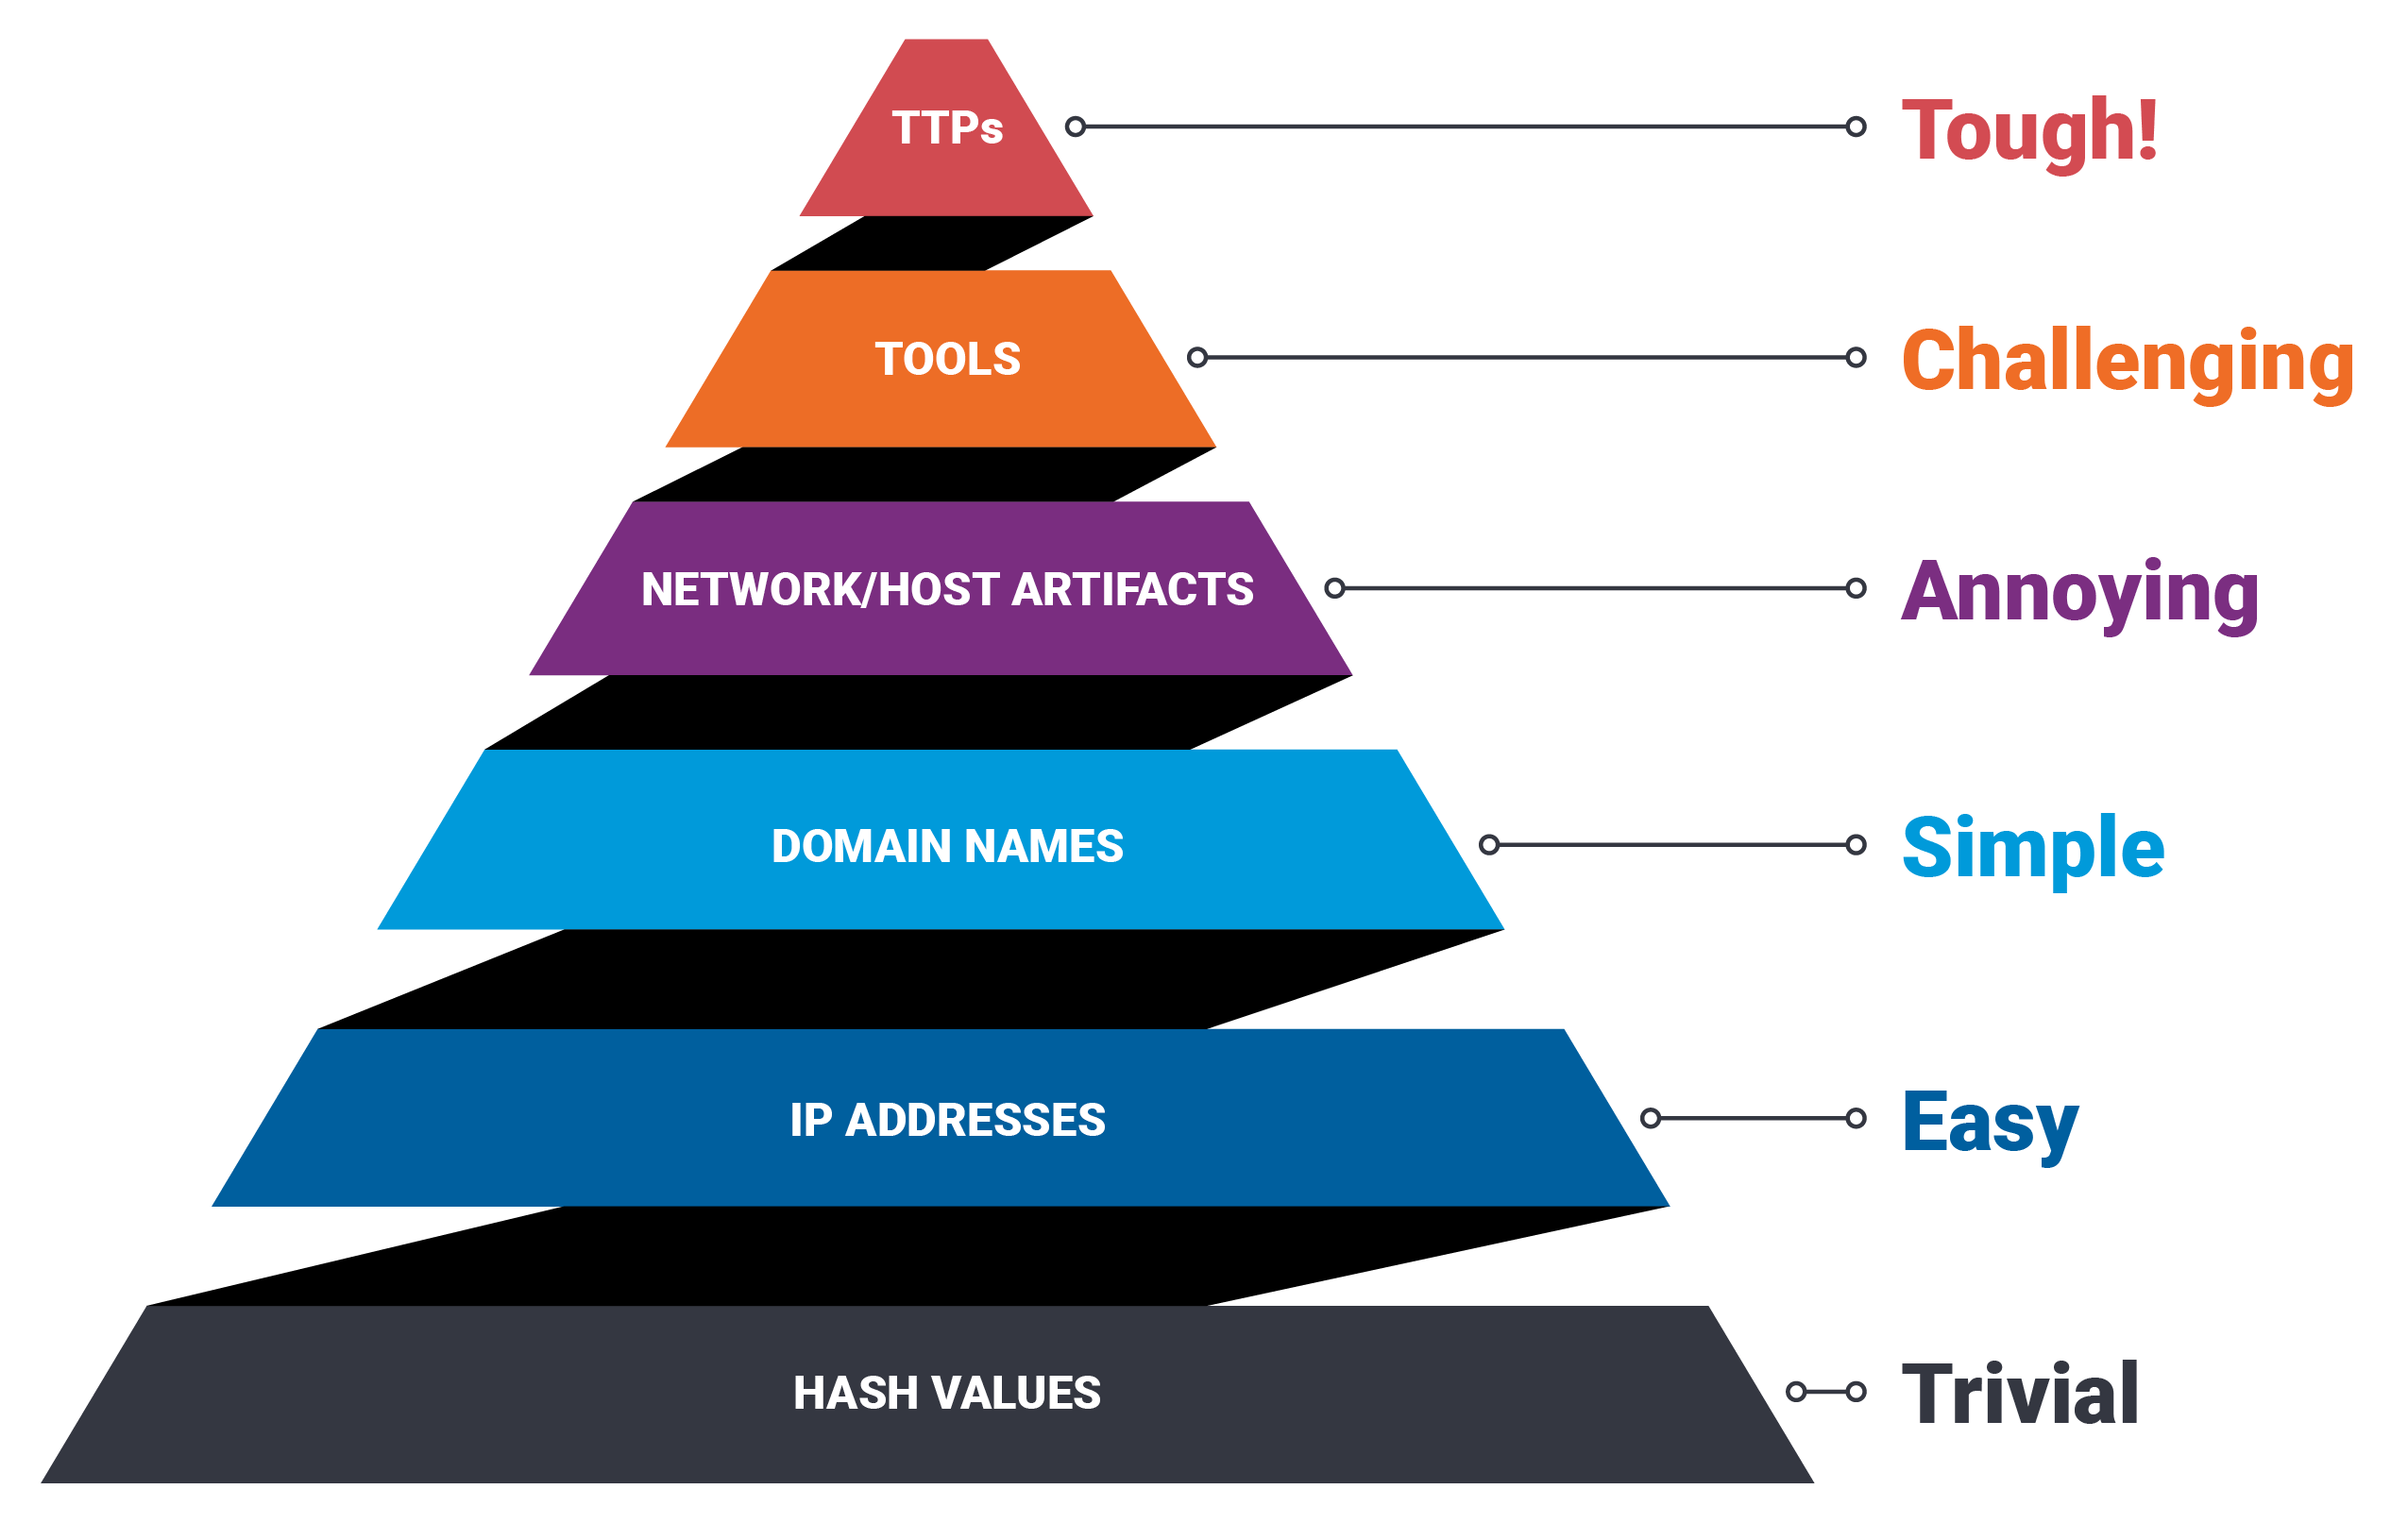 TTPs
Tough!
TOOLS
Challenging
NETWORK/HOST ARTIFACTS
Annoying
DOMAIN NAMES
Simple
IP ADDRESSES
Easy
HASH VALUES
Trivial